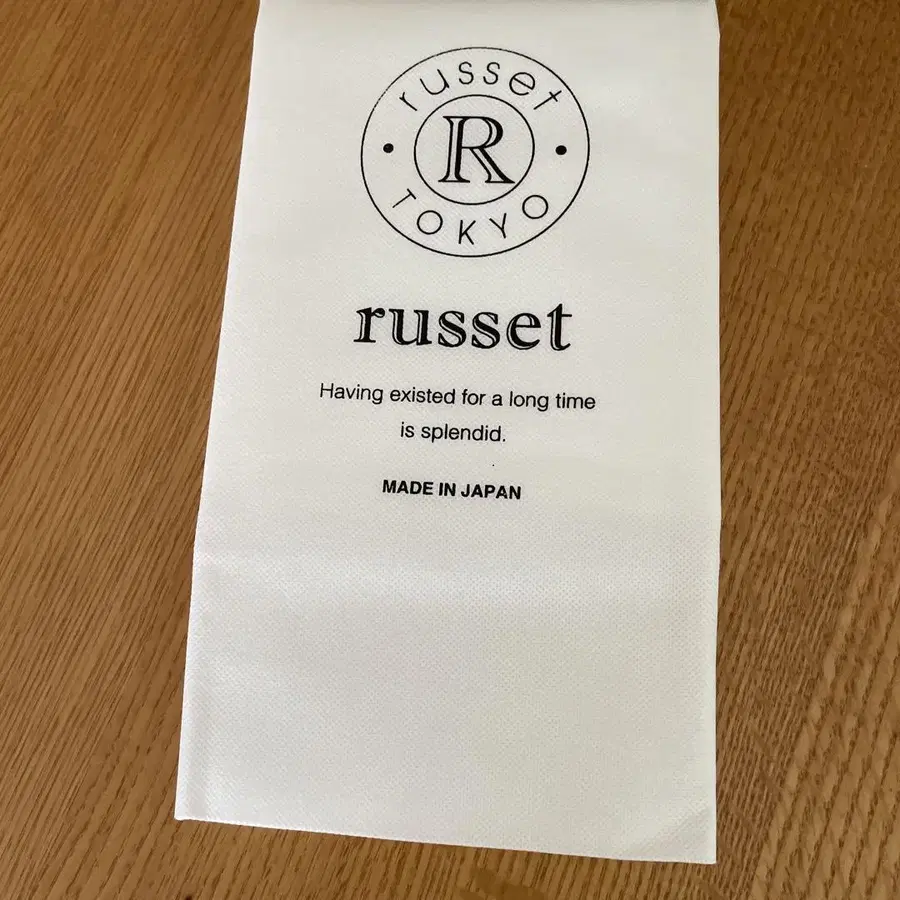 russet
R
TOKYO
russet
Having existed for a long time
is splendid.
MADE IN JAPAN